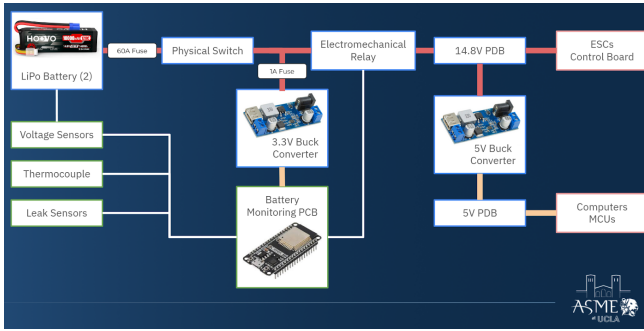 HOOVO
LiPo Battery (2)
60A Fuse
Physical Switch
1A Fuse
Electromechanical
Relay
14.8V PDB
ESCs
Control Board
Voltage Sensors
Thermocouple
Leak Sensors
3.3V Buck
Converter
5V Buck
Converter
Battery
Monitoring PCB
5V PDB
Computers
MCUs
ASME
at UCLA